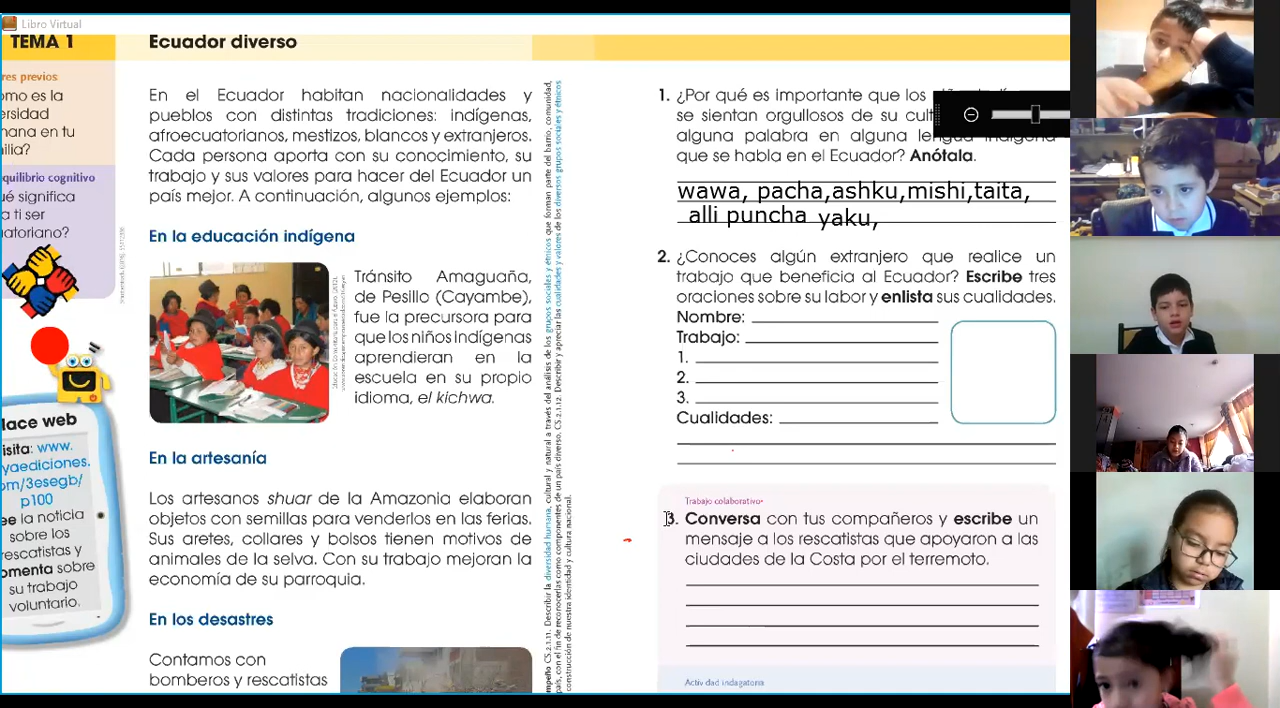 Libro Virtual
TEMA 1
Ecuador diverso
En el Ecuador habitan nacionalidades y
pueblos con distintas tradiciones: indígenas,
afroecuatorianos, mestizos, blancos y extranjeros.
Cada persona aporta con su conocimiento, su
trabajo y sus valores para hacer del Ecuador un
país mejor. A continuación, algunos ejemplos:
En la educación indígena
Tránsito Amaguaña,
de Pesillo (Cayambe),
fue la precursora para
que los niños indígenas
aprendieran en la
escuela en su propio
idioma, el kichwa.
En la artesanía
Los artesanos shuar de la Amazonia elaboran
objetos con semillas para venderlos en las ferias.
Sus aretes, collares y bolsos tienen motivos de
animales de la selva. Con su trabajo mejoran la
economía de su parroquia.
En los desastres
Contamos con
bomberos y rescatistas
res previos:
omo es la
ersidad
mana en tu
ilia?
quilibrio cognitivo
ué significa
a ti ser
uatoriano?
lace web
isita: www.
yaediciones.
om/3esegb/
p100
ee la noticia
sobre los
rescatistas y
omenta sobre
su trabajo
voluntario.
1. ¿Por qué es importante que los
se sientan orgullosos de su
alguna palabra en alguna lengua indígena
que se habla en el Ecuador? Anótala.
wawa, pacha,ashku,mishi,taita,
alli puncha yaku,
2. ¿Conoces algún extranjero que realice un
trabajo que beneficia al Ecuador? Escribe tres
oraciones sobre su labor y enlista sus cualidades.
Nombre:
Trabajo:
1.
2.
3.
Cualidades:
Trabajo colaborativo
3. Conversa con tus compañeros y escribe un
mensaje a los rescatistas que apoyaron a las
ciudades de la Costa por el terremoto.
Actividad indagatoria